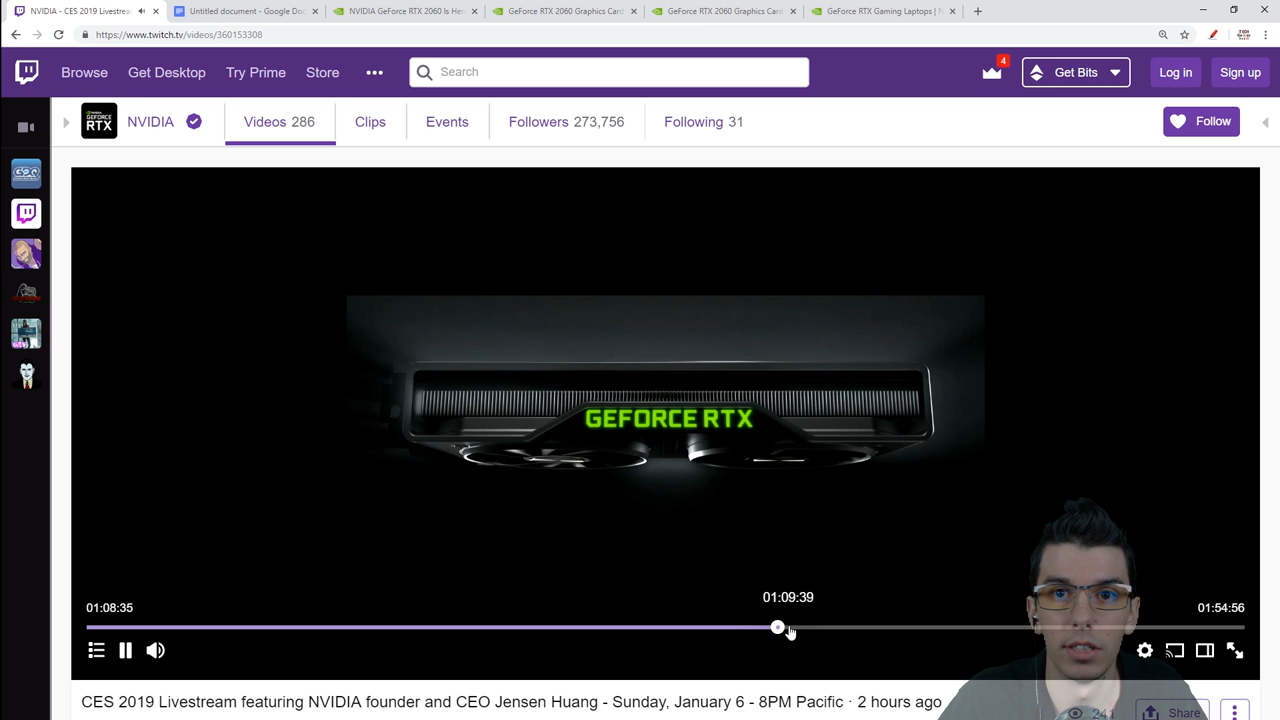 NVIDIA - CES 2019 Livestrea
Untitled document - Google Doc
NVIDIA GeForce RTX 2060 Is Her
GeForce RTX 2060 Graphics Card
GeForce RTX 2060 Graphics Card
GeForce RTX Gaming Laptops | N
https://www.twitch.tv/videos/360153308
Browse
Get Desktop
Try Prime
Store
Search
4
Get Bits
Log in
Sign up
NVIDIA
Videos 286
Clips
Events
Followers 273,756
Following 31
Follow
GEFORCE RTX
GEFORCE RTX
01:09:39
01:08:35
01:54:56
CES 2019 Livestream featuring NVIDIA founder and CEO Jensen Huang - Sunday, January 6 - 8PM Pacific · 2 hours ago
241
Share